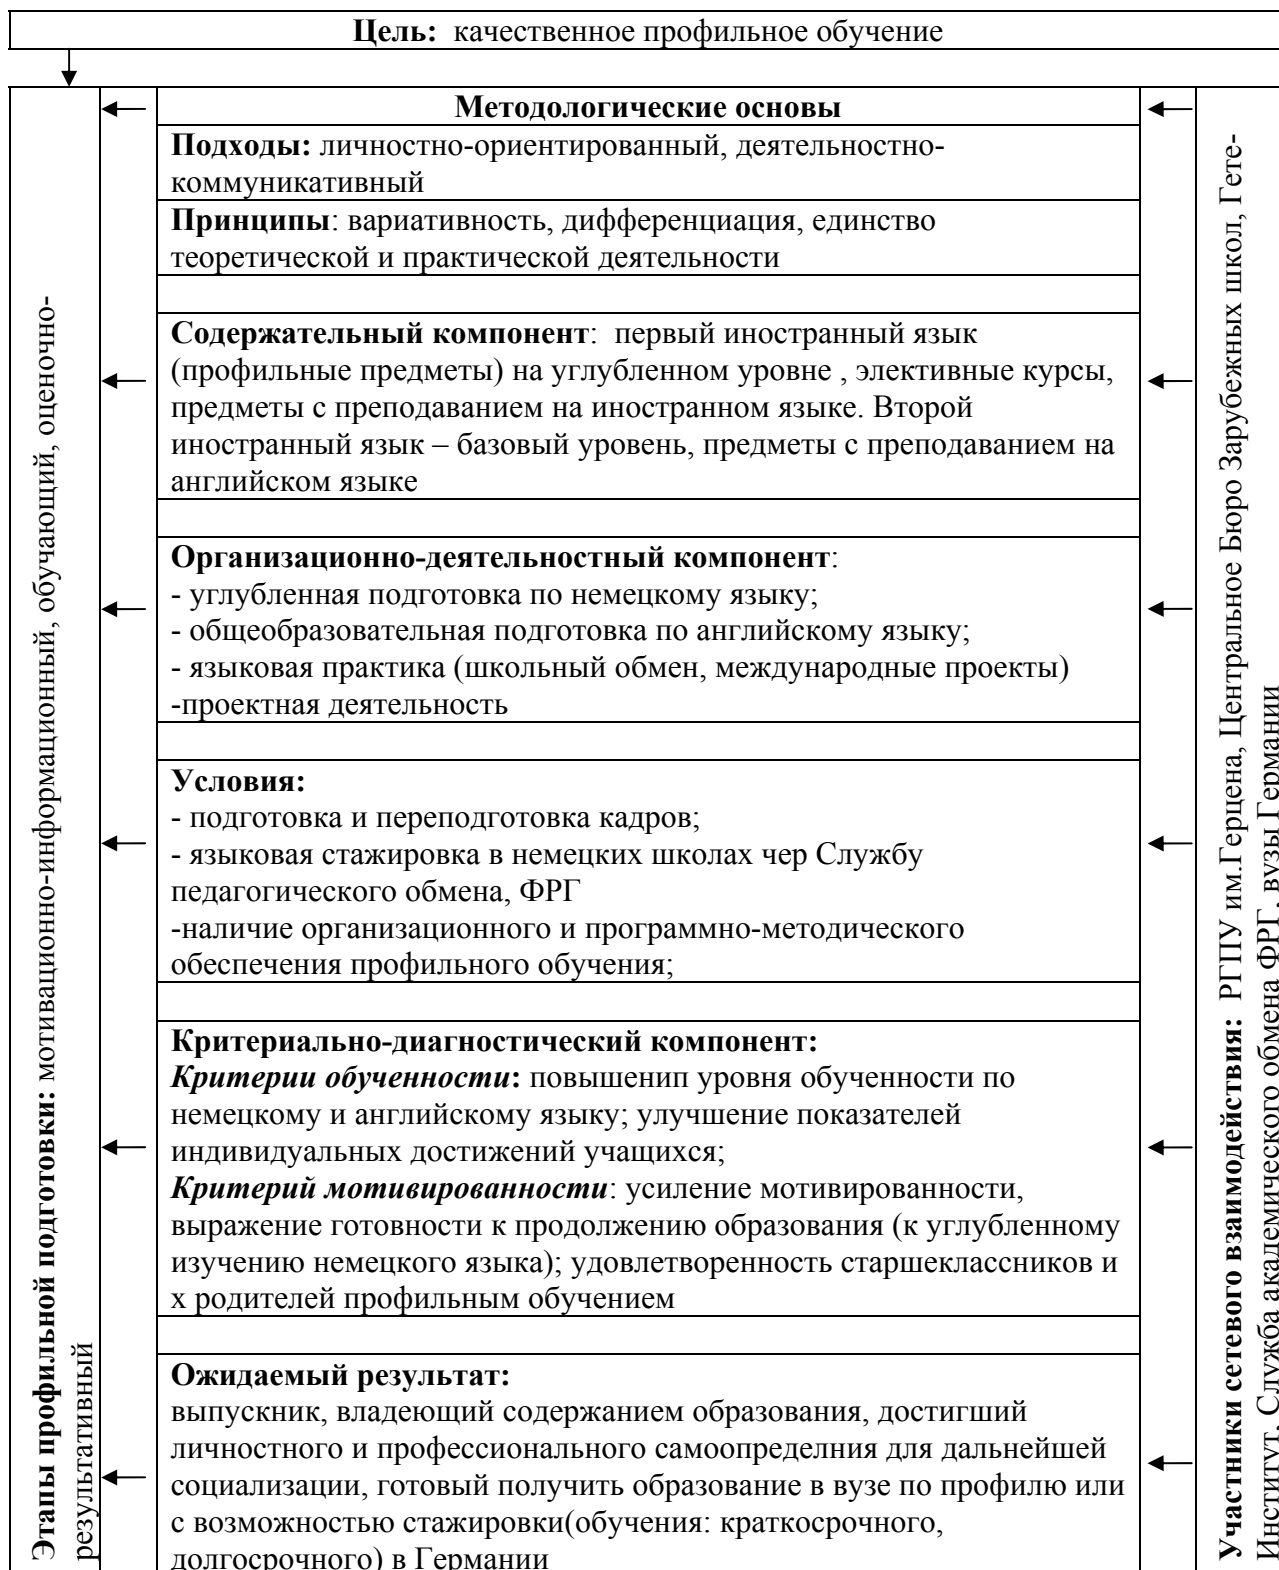 Цель: качественное профильное обучение
Этапы профильной подготовки: мотивационно-информационный, обучающий, оценочно-
результативный
Методологические основы
Подходы: личностно-ориентированный, деятельностно-
коммуникативный
Принципы: вариативность, дифференциация, единство
теоретической и практической деятельности
Содержательный компонент: первый иностранный язык
(профильные предметы) на углубленном уровне , элективные курсы,
предметы с преподаванием на иностранном языке. Второй
иностранный язык – базовый уровень, предметы с преподаванием на
английском языке
Организационно-деятельностный компонент:
- углубленная подготовка по немецкому языку;
- общеобразовательная подготовка по английскому языку;
- языковая практика (школьный обмен, международные проекты)
-проектная деятельность
Условия:
- подготовка и переподготовка кадров;
- языковая стажировка в немецких школах чер Службу
педагогического обмена, ФРГ
-наличие организационного и программно-методического
обеспечения профильного обучения;
Критериально-диагностический компонент:
Критерии обученности: повышенип уровня обученности по
немецкому и английскому языку; улучшение показателей
индивидуальных достижений учащихся;
Критерий мотивированности: усиление мотивированности,
выражение готовности к продолжению образования (к углубленному
изучению немецкого языка); удовлетворенность старшеклассников и
х родителей профильным обучением
Ожидаемый результат:
выпускник, владеющий содержанием образования, достигший
личностного и профессионального самоопределния для дальнейшей
социализации, готовый получить образование в вузе по профилю или
с возможностью стажировки(обучения: краткосрочного,
долгосрочного) в Германии
Участники сетевого взаимодействия: РГПУ им.Герцена, Центральное Бюро Зарубежных школ, Гете-
Институт, Служба академического обмена ФРГ, вузы Германии